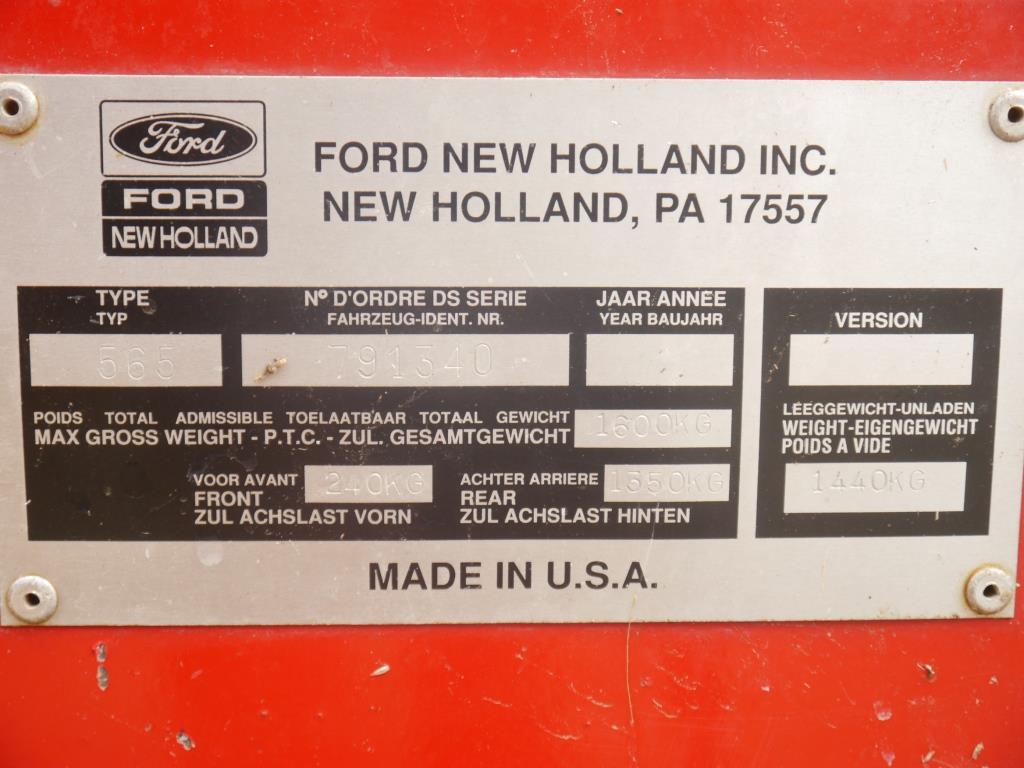 Ford
FORD
NEW HOLLAND
FORD NEW HOLLAND INC.
NEW HOLLAND, PA 17557
TYPE
TYP
565
Nº D'ORDRE DS SERIE
FAHRZEUG-IDENT. NR.
791340
JAAR ANNÉE
YEAR BAUJAHR
POIDS TOTAL ADMISSIBLE TOELAATBAAR TOTAAL GEWICHT
MAX GROSS WEIGHT - P.T.C. - ZUL. GESAMTGEWICHT
1600KG
VOOR AVANT
FRONT
ZUL ACHSLAST VORN
240KG
ACHTER ARRIERE
REAR
ZUL ACHSLAST HINTEN
1350KG
VERSION
LEEGGEWICHT-UNLADEN
WEIGHT-EIGENGEWICHT
POIDS A VIDE
1440KG
MADE IN U.S.A.